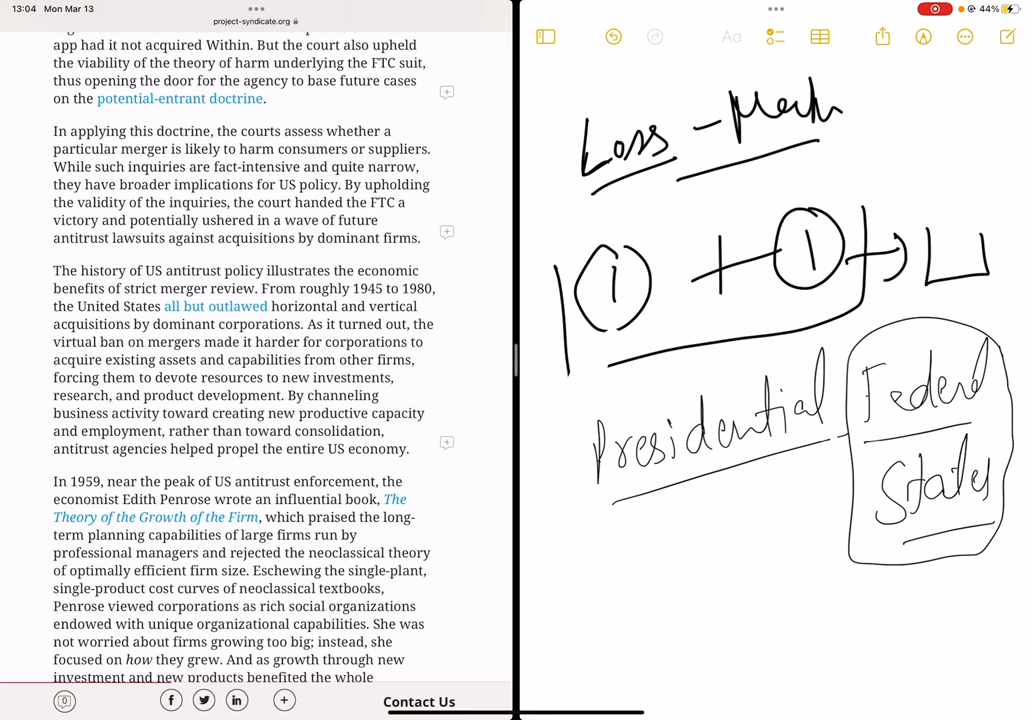 13:04 Mon Mar 13
project-syndicate.org
44%
app had it not acquired Within. But the court also upheld
the viability of the theory of harm underlying the FTC suit,
thus opening the door for the agency to base future cases
on the potential-entrant doctrine.
In applying this doctrine, the courts assess whether a
particular merger is likely to harm consumers or suppliers.
While such inquiries are fact-intensive and quite narrow,
they have broader implications for US policy. By upholding
the validity of the inquiries, the court handed the FTC a
victory and potentially ushered in a wave of future
antitrust lawsuits against acquisitions by dominant firms.
The history of US antitrust policy illustrates the economic
benefits of strict merger review. From roughly 1945 to 1980,
the United States all but outlawed horizontal and vertical
acquisitions by dominant corporations. As it turned out, the
virtual ban on mergers made it harder for corporations to
acquire existing assets and capabilities from other firms,
forcing them to devote resources to new investments,
research, and product development. By channeling
business activity toward creating new productive capacity
and employment, rather than toward consolidation,
antitrust agencies helped propel the entire US economy.
In 1959, near the peak of US antitrust enforcement, the
economist Edith Penrose wrote an influential book, The
Theory of the Growth of the Firm, which praised the long-
term planning capabilities of large firms run by
professional managers and rejected the neoclassical theory
of optimally efficient firm size. Eschewing the single-plant,
single-product cost curves of neoclassical textbooks,
Penrose viewed corporations as rich social organizations
endowed with unique organizational capabilities. She was
not worried about firms growing too big; instead, she
focused on how they grew. And as growth through new
investment and new products benefited the whole
0
Contact Us
Aa
Loss -
1 + 1
Presidential - Federal
States